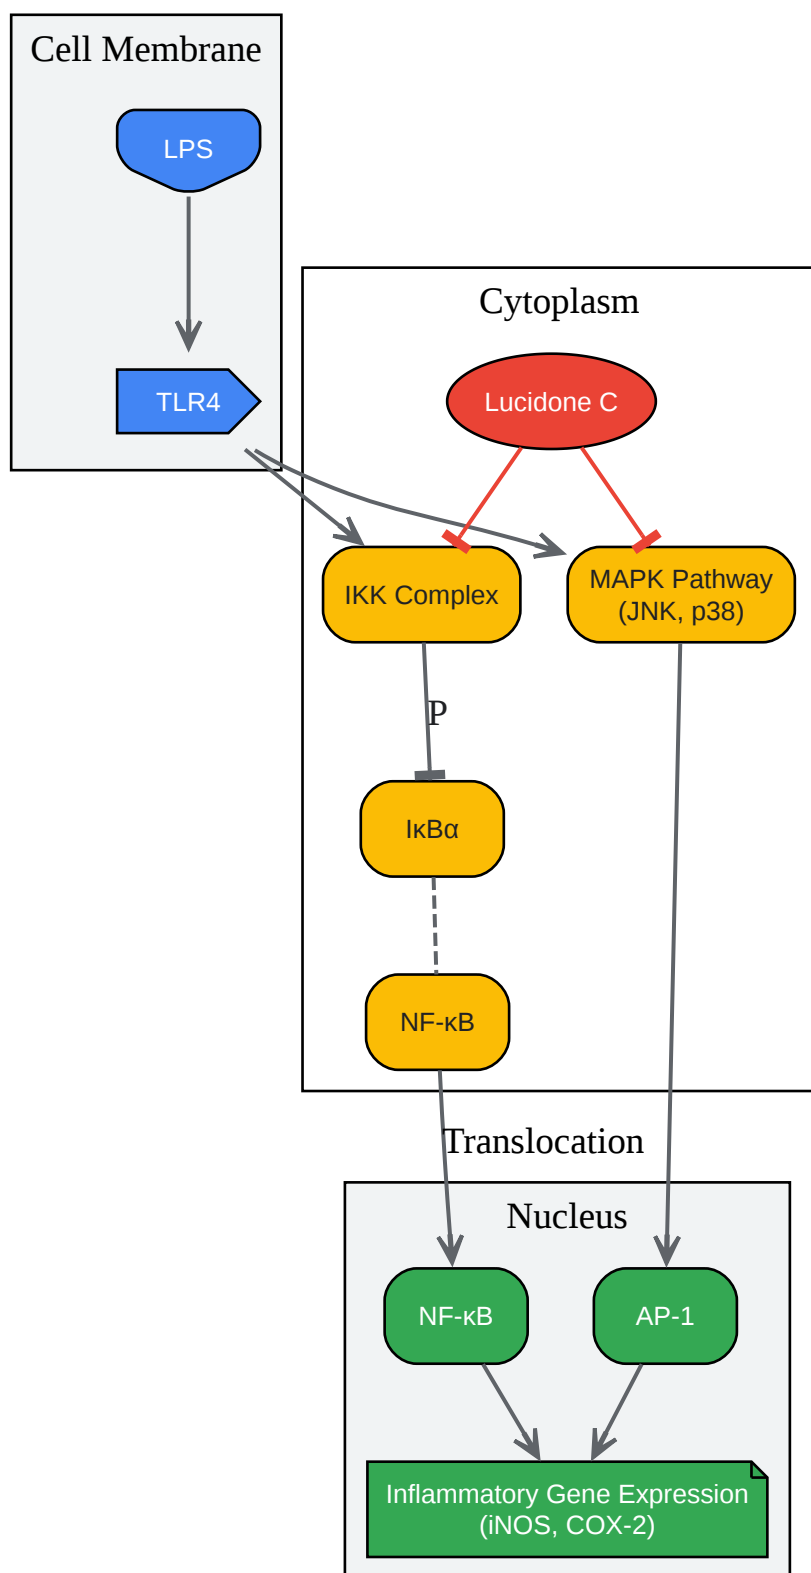 Cell Membrane
LPS
TLR4
Cytoplasm
Lucidone C
IKK Complex
MAPK Pathway
(JNK, p38)
P
IκBα
NF-κB
Translocation
Nucleus
NF-κB
AP-1
Inflammatory Gene Expression
(iNOS, COX-2)